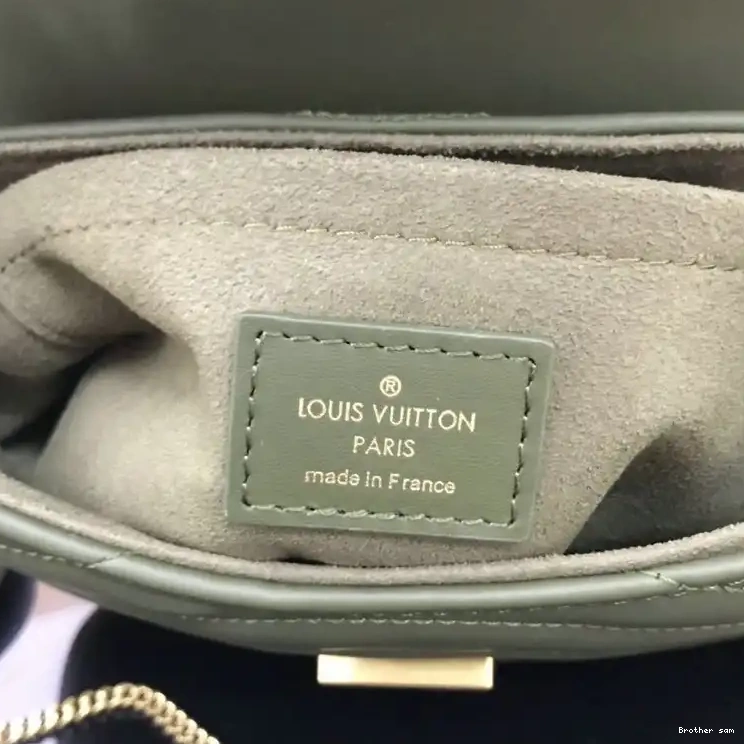 ®
LOUIS VUITTON
PARIS
made in France
Brother sam